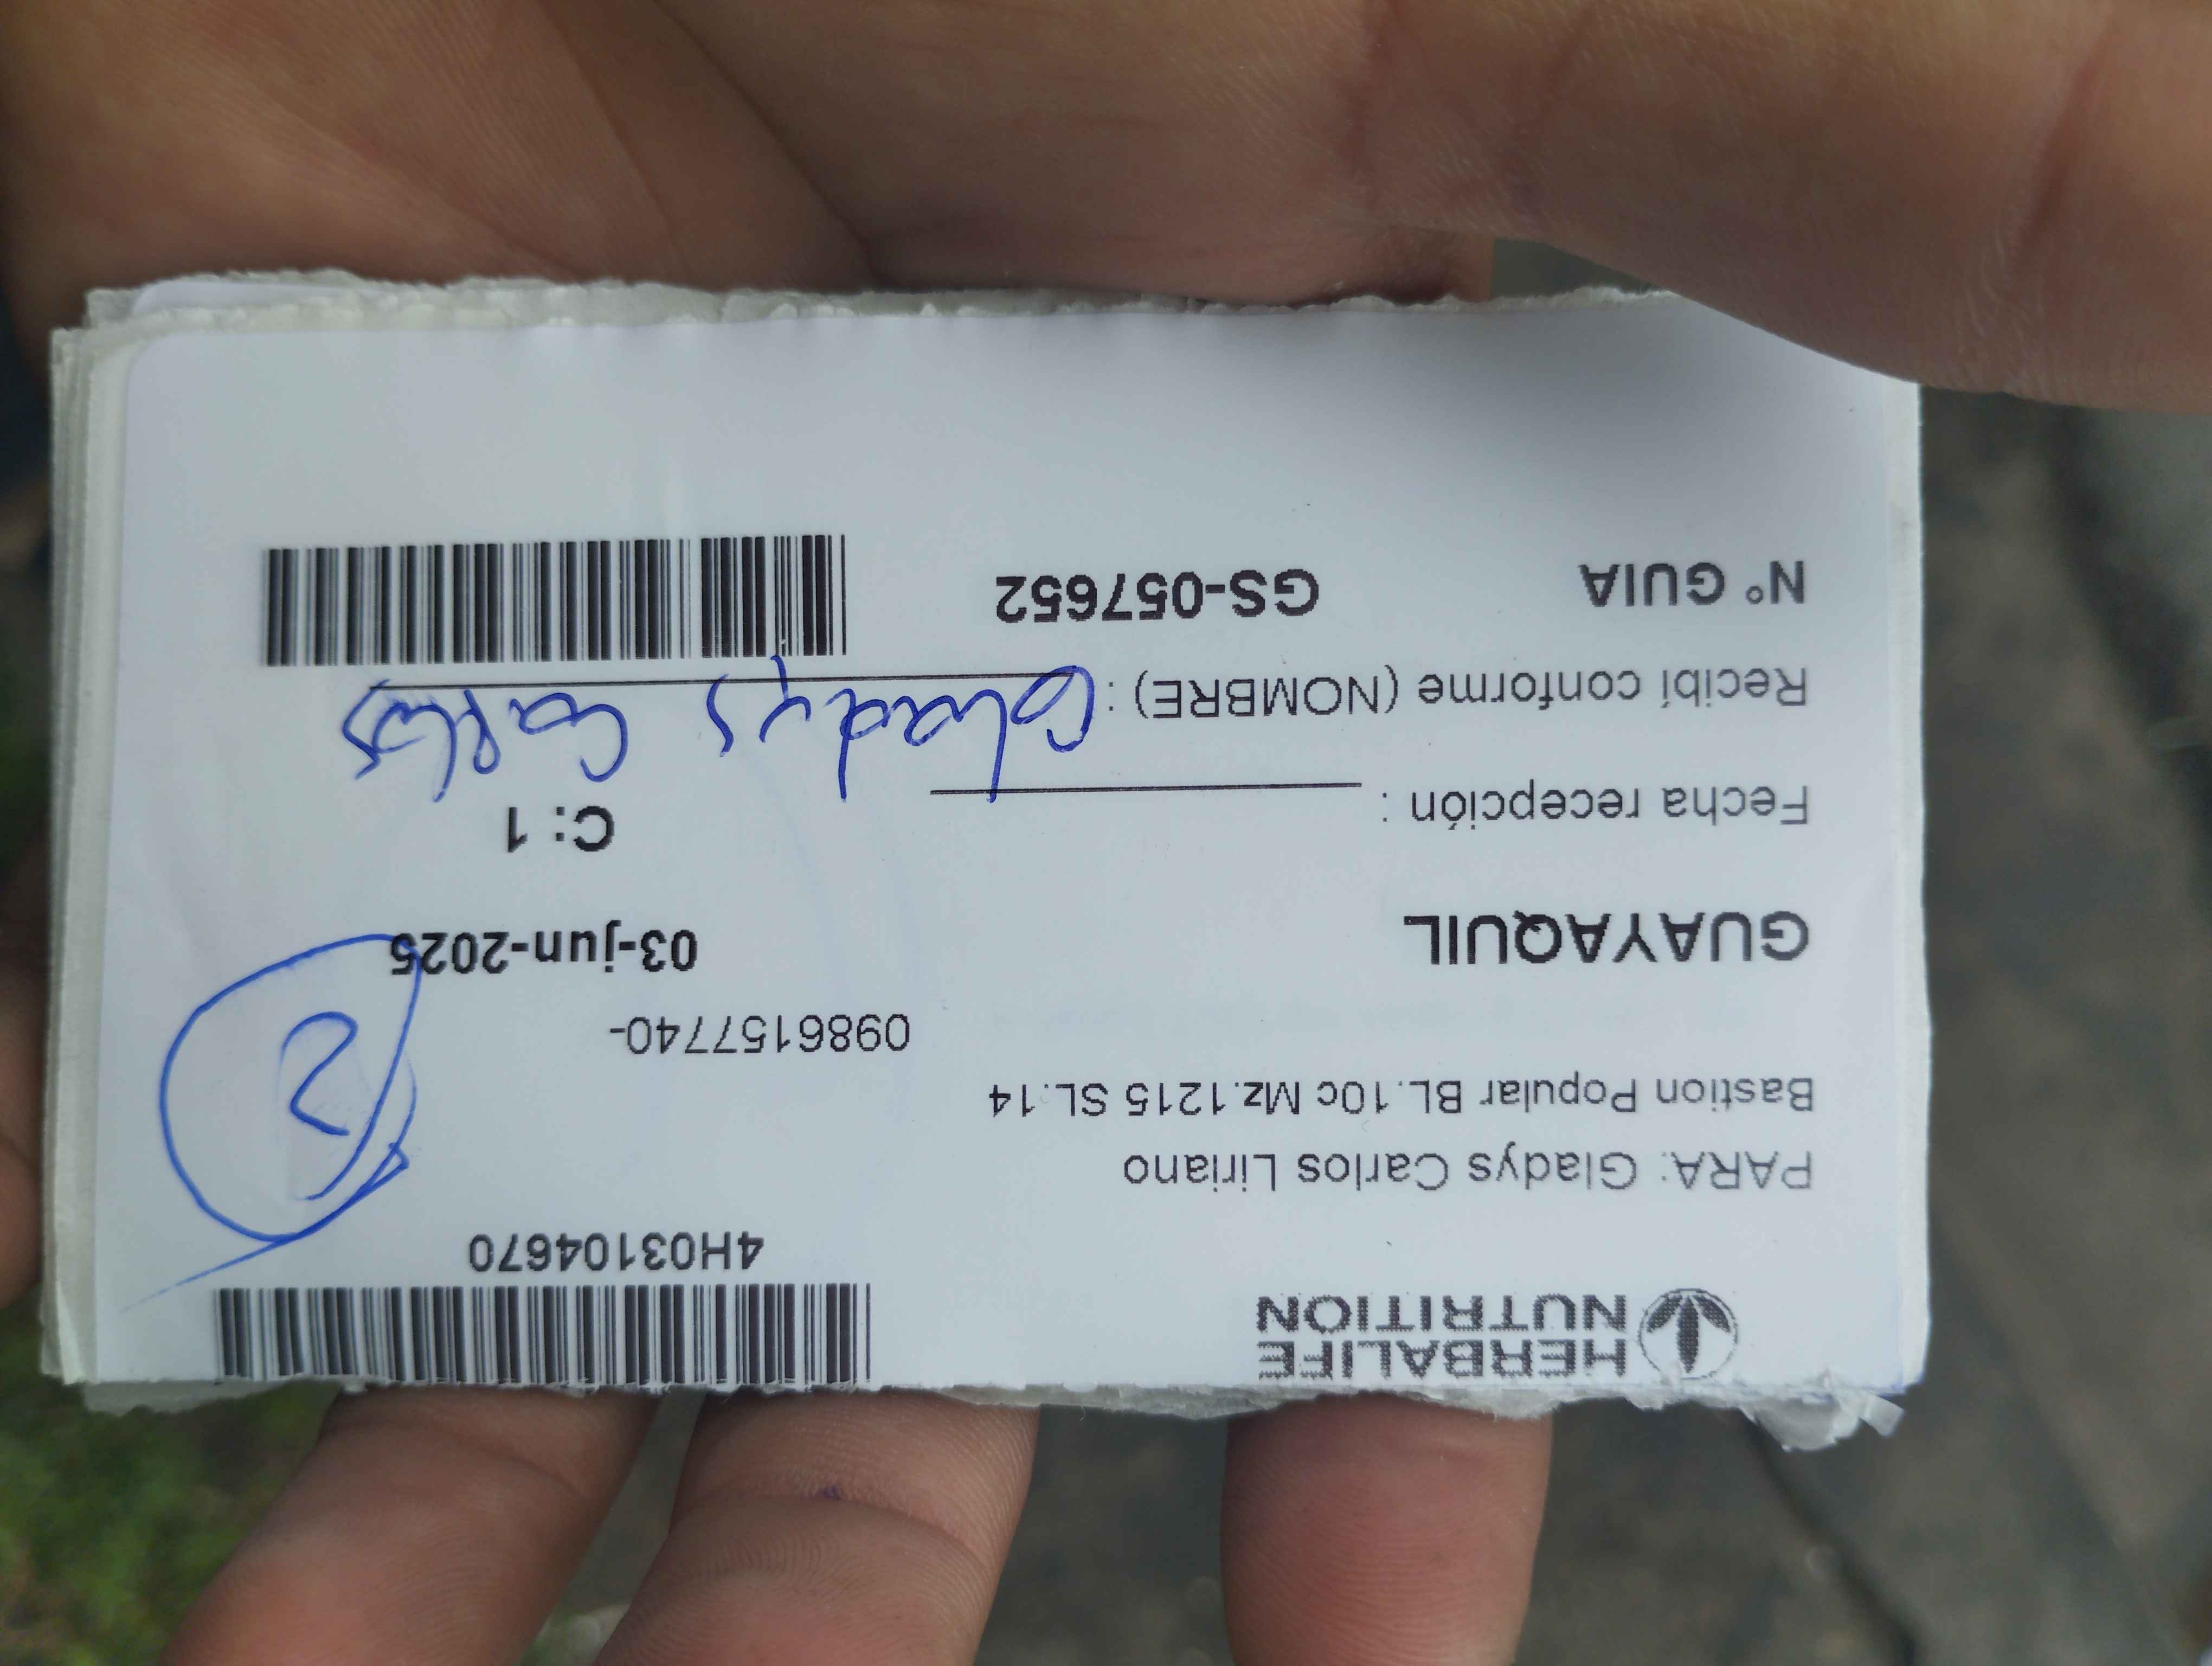 HERBALIFE
NUTRITION
4H03104670
PARA: Gladys Carlos Liriano
Bastion Popular BL.10c Mz.1215 SL.14
0986157740-
2
GUAYAQUIL 03-jun-2025
C: 1
Fecha recepción :
Recibí conforme (NOMBRE) : Gladys Carlos
N° GUIA GS-057652